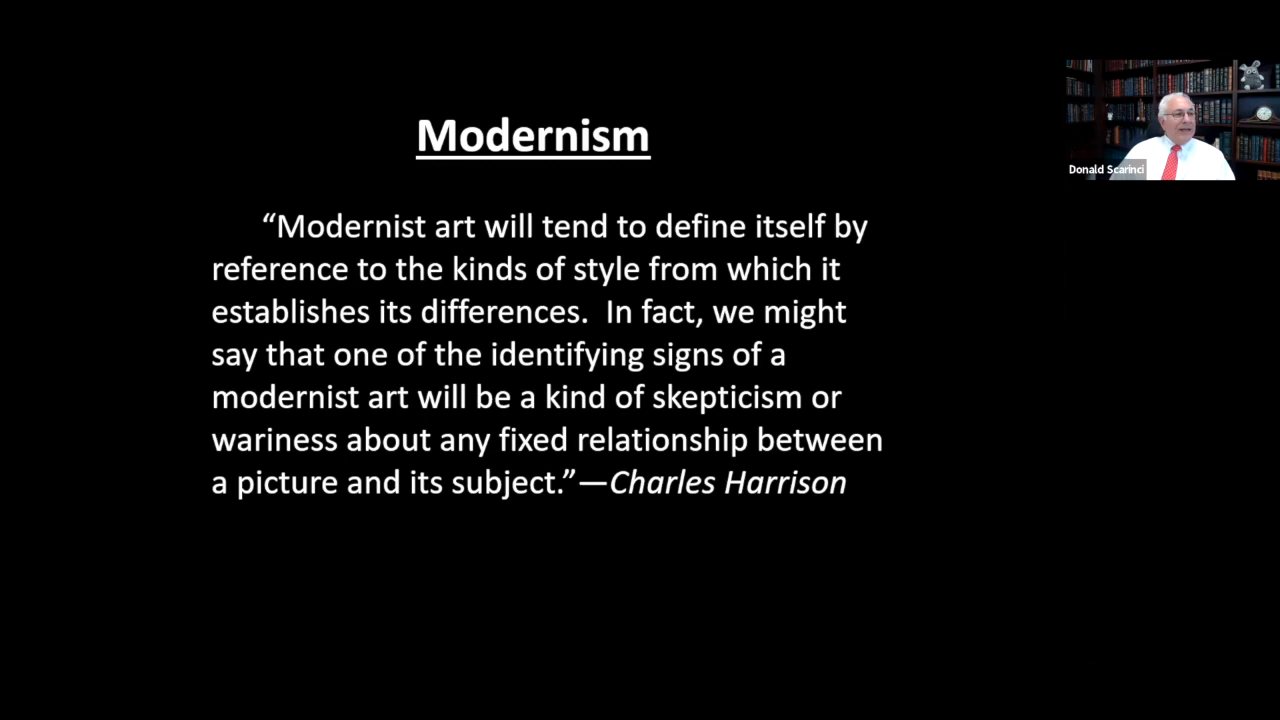 Modernism
“Modernist art will tend to define itself by
reference to the kinds of style from which it
establishes its differences.  In fact, we might
say that one of the identifying signs of a
modernist art will be a kind of skepticism or
wariness about any fixed relationship between
a picture and its subject.”—Charles Harrison
Donald Scarinci